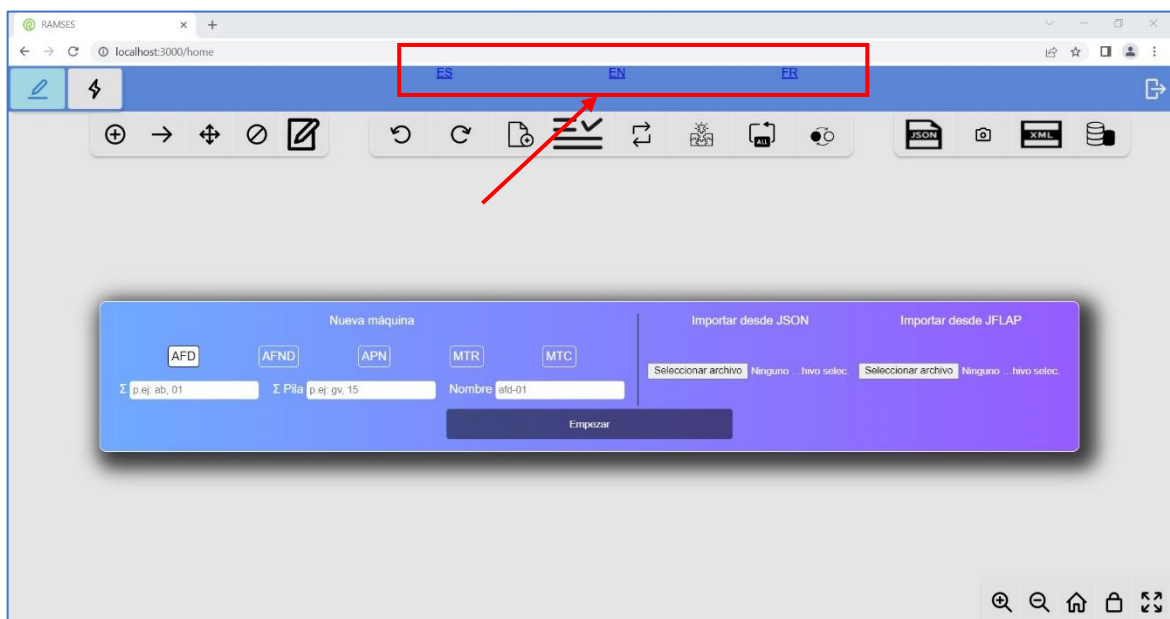 RAMSES
localhost:3000/home
ES EN FR
ALL JSON XML
Nueva máquina Importar desde JSON Importar desde JFLAP
AFD AFND APN MTR MTC
Seleccionar archivo Ninguno ...hivo selec. Seleccionar archivo Ninguno ...hivo selec.
Σ p.ej: ab, 01 Σ Pila p.ej: gv, 15 Nombre afd-01
Empezar